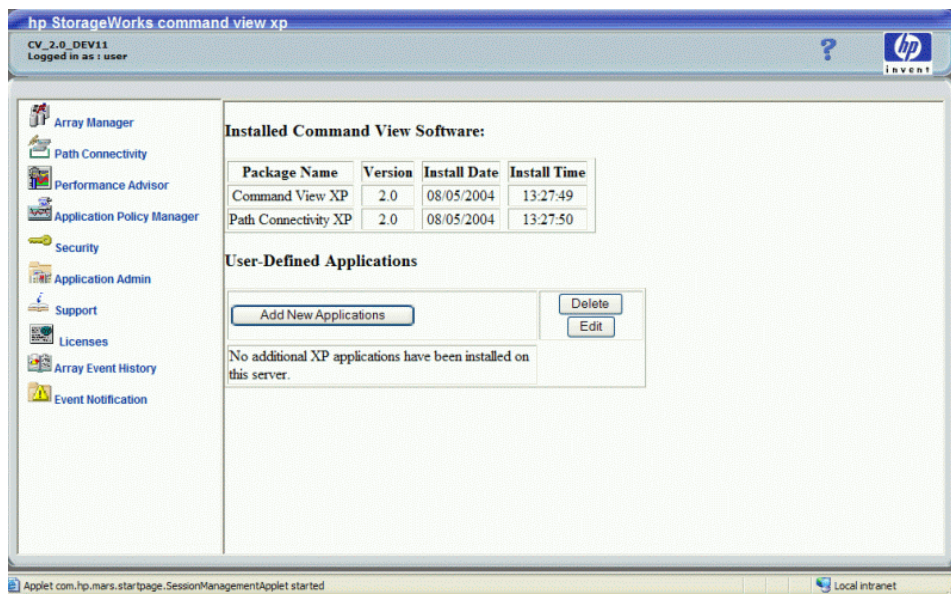 hp StorageWorks command view xp
CV_2.0_DEV11
Logged in as : user
?
hp
invent
Array Manager
Path Connectivity
Performance Advisor
Application Policy Manager
Security
Application Admin
Support
Licenses
Array Event History
Event Notification
Installed Command View Software:
Package Name Version Install Date Install Time
Command View XP 2.0 08/05/2004 13:27:49
Path Connectivity XP 2.0 08/05/2004 13:27:50
User-Defined Applications
Add New Applications
Delete
Edit
No additional XP applications have been installed on
this server.
Applet com.hp.mars.startpage.SessionManagementApplet started
Local intranet